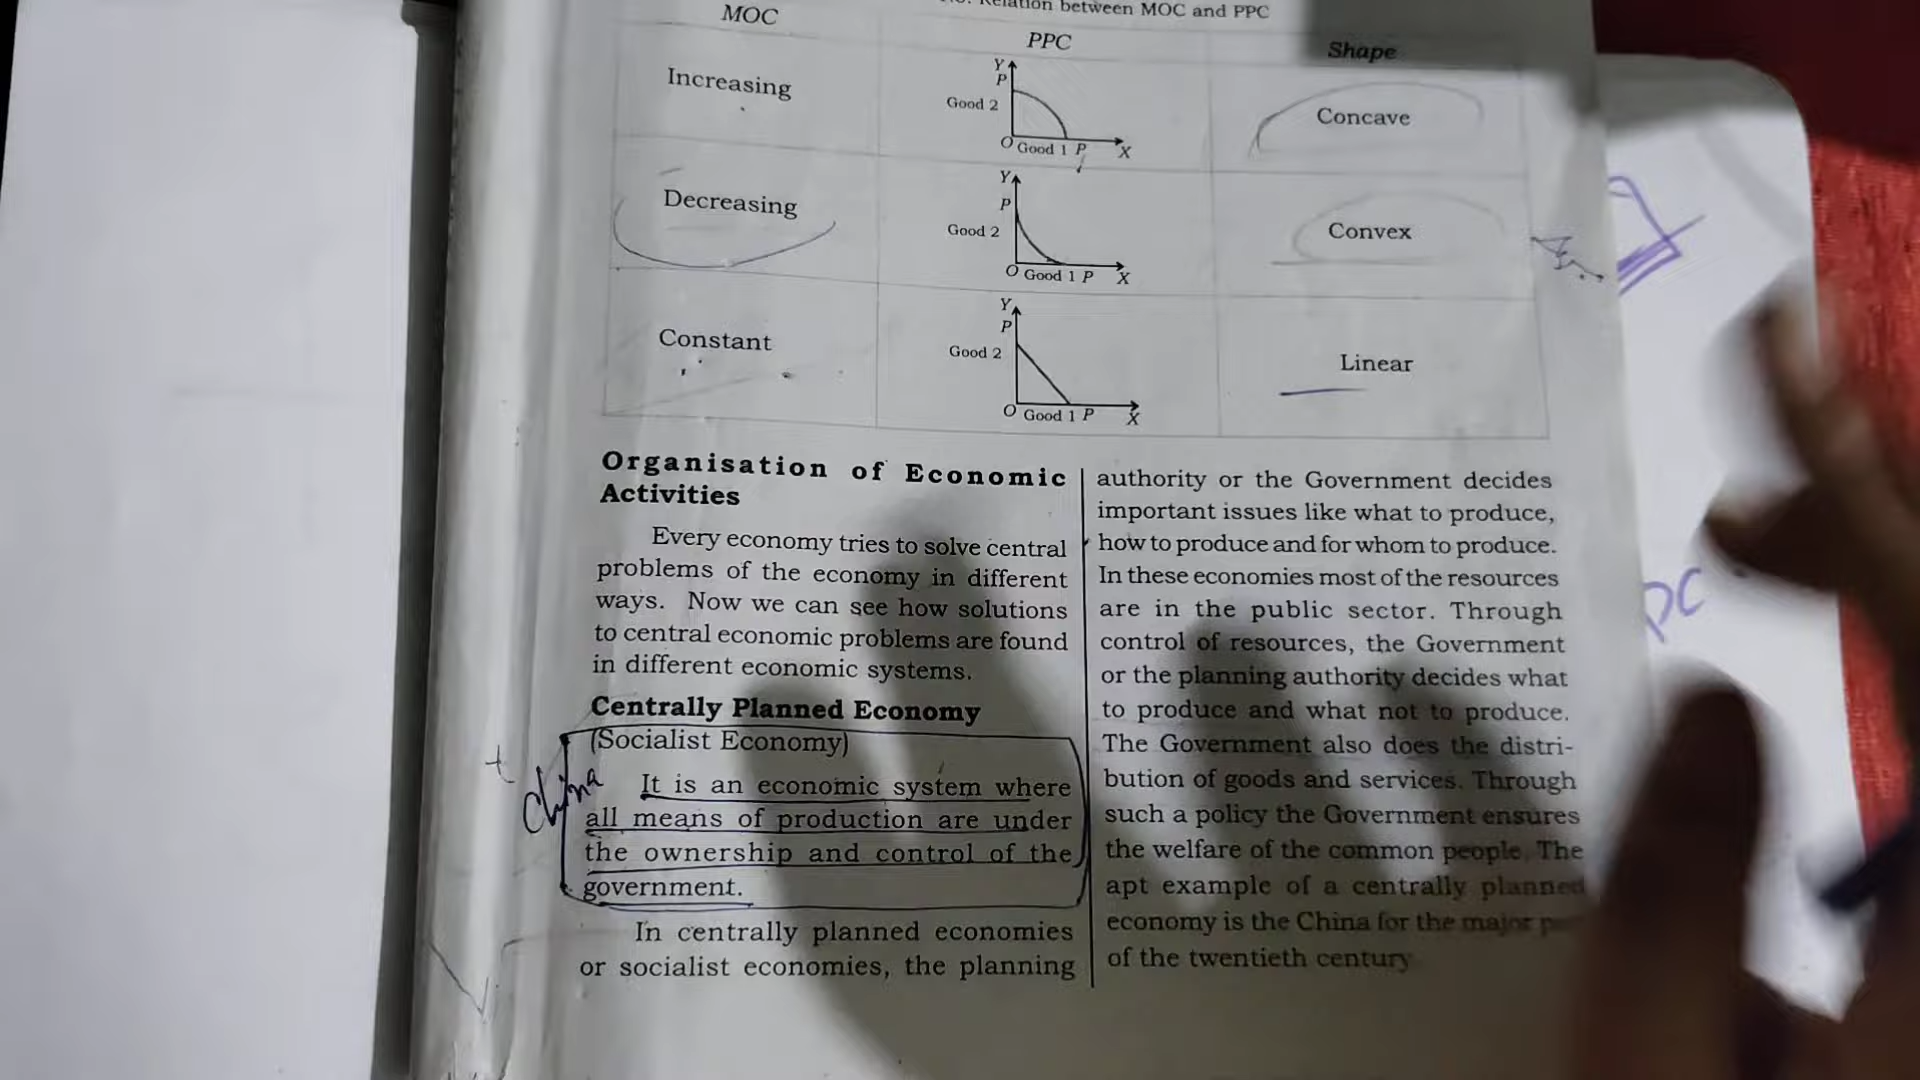 Relation between MOC and PPC
MOC PPC Shape
Increasing
Y
P
Good 2
O Good 1 P X
Concave
Decreasing
Y
P
Good 2
O Good 1 P X
Convex
Constant
Y
P
Good 2
O Good 1 P X
Linear
Organisation of Economic
Activities
Every economy tries to solve central
problems of the economy in different
ways. Now we can see how solutions
to central economic problems are found
in different economic systems.
Centrally Planned Economy
(Socialist Economy)
China
It is an economic system where
all means of production are under
the ownership and control of the
government.
In centrally planned economies
or socialist economies, the planning
authority or the Government decides
important issues like what to produce,
how to produce and for whom to produce.
In these economies most of the resources
are in the public sector. Through
control of resources, the Government
or the planning authority decides what
to produce and what not to produce.
The Government also does the distri-
bution of goods and services. Through
such a policy the Government ensures
the welfare of the common people. The
apt example of a centrally planned
economy is the China for the major
of the twentieth century
PC